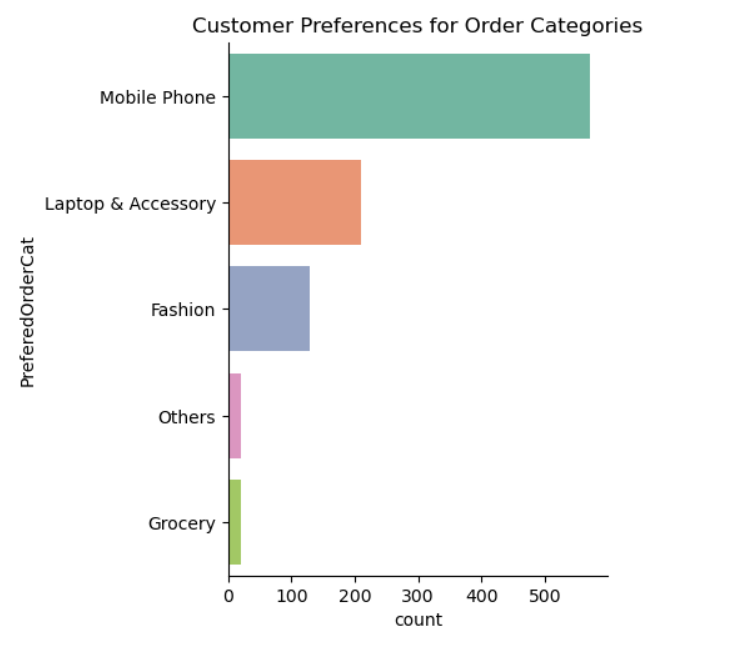 Customer Preferences for Order Categories
Mobile Phone
Laptop & Accessory
Fashion
Others
Grocery
PreferedOrderCat
0 100 200 300 400 500
count